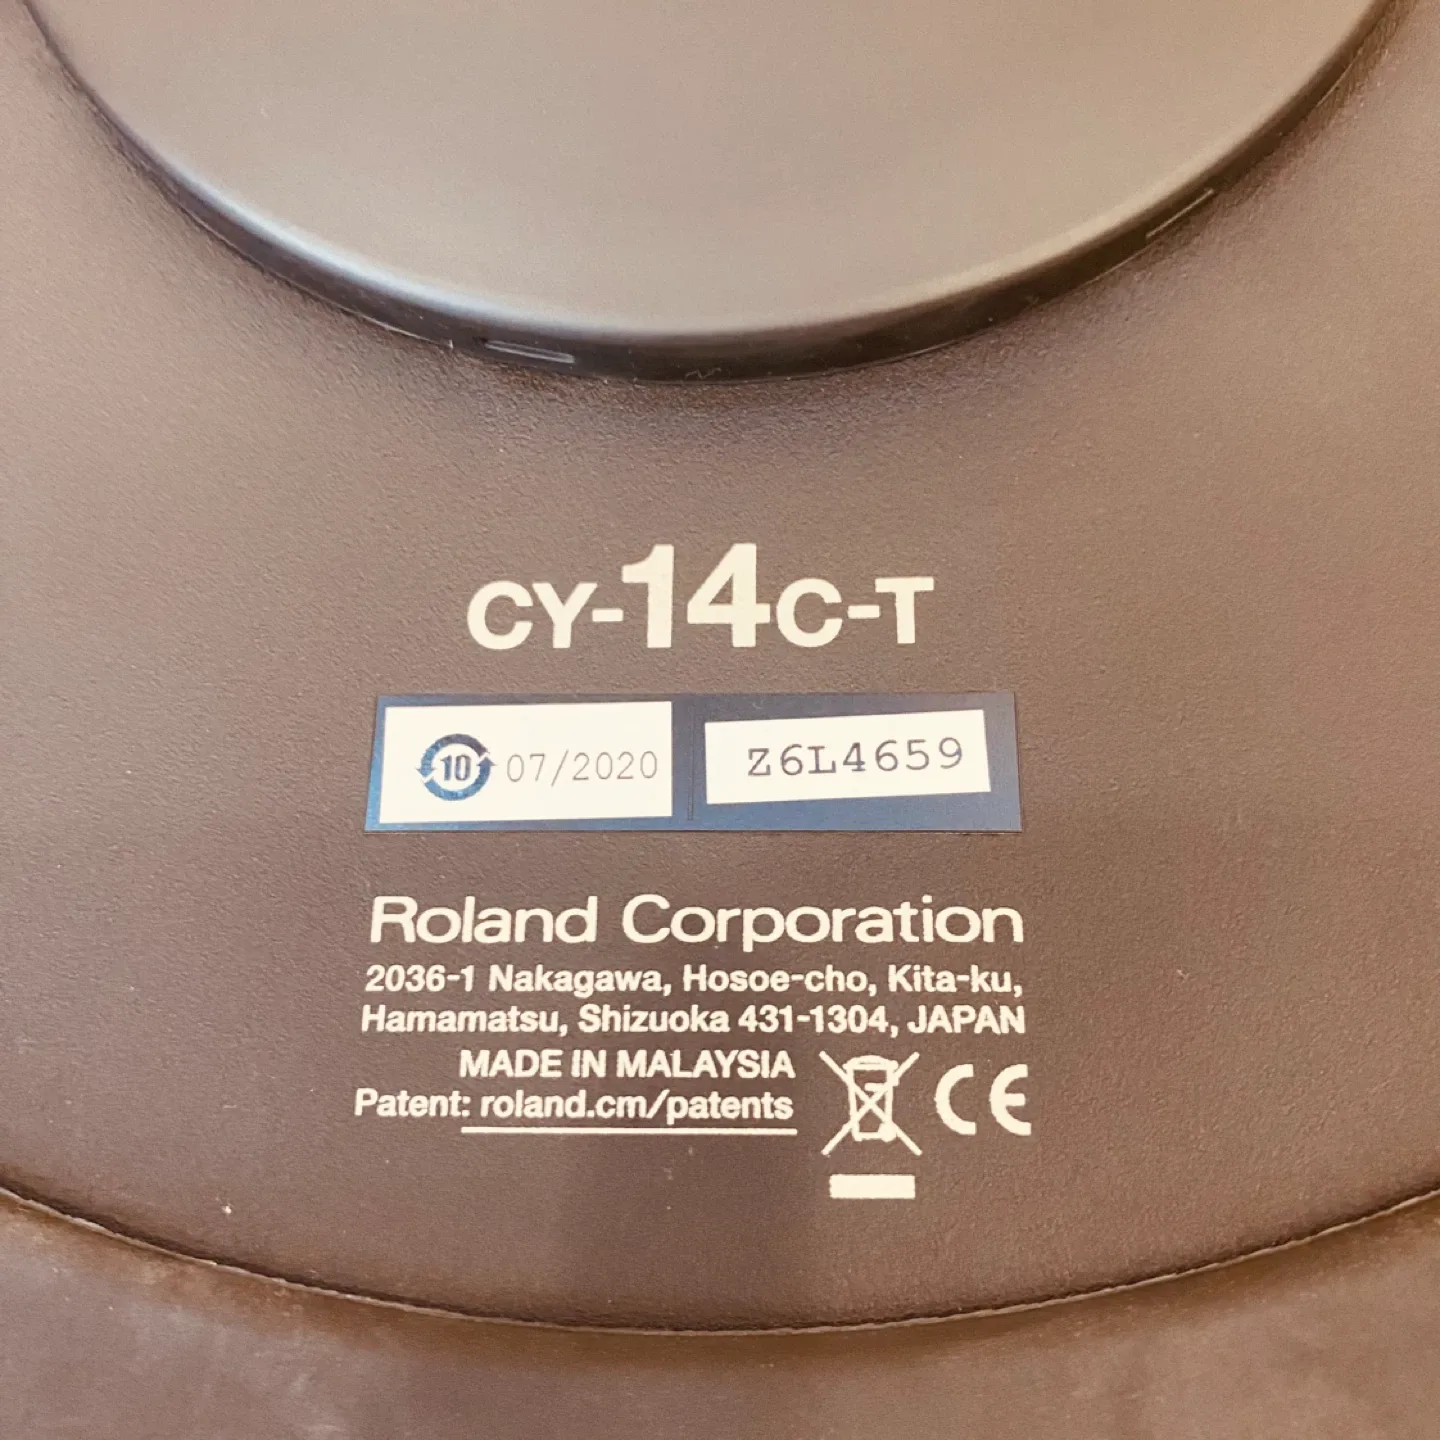 CY-14C-T
10 07/2020 Z6L4659
Roland Corporation
2036-1 Nakagawa, Hosoe-cho, Kita-ku,
Hamamatsu, Shizuoka 431-1304, JAPAN
MADE IN MALAYSIA
Patent: roland.cm/patents
CE